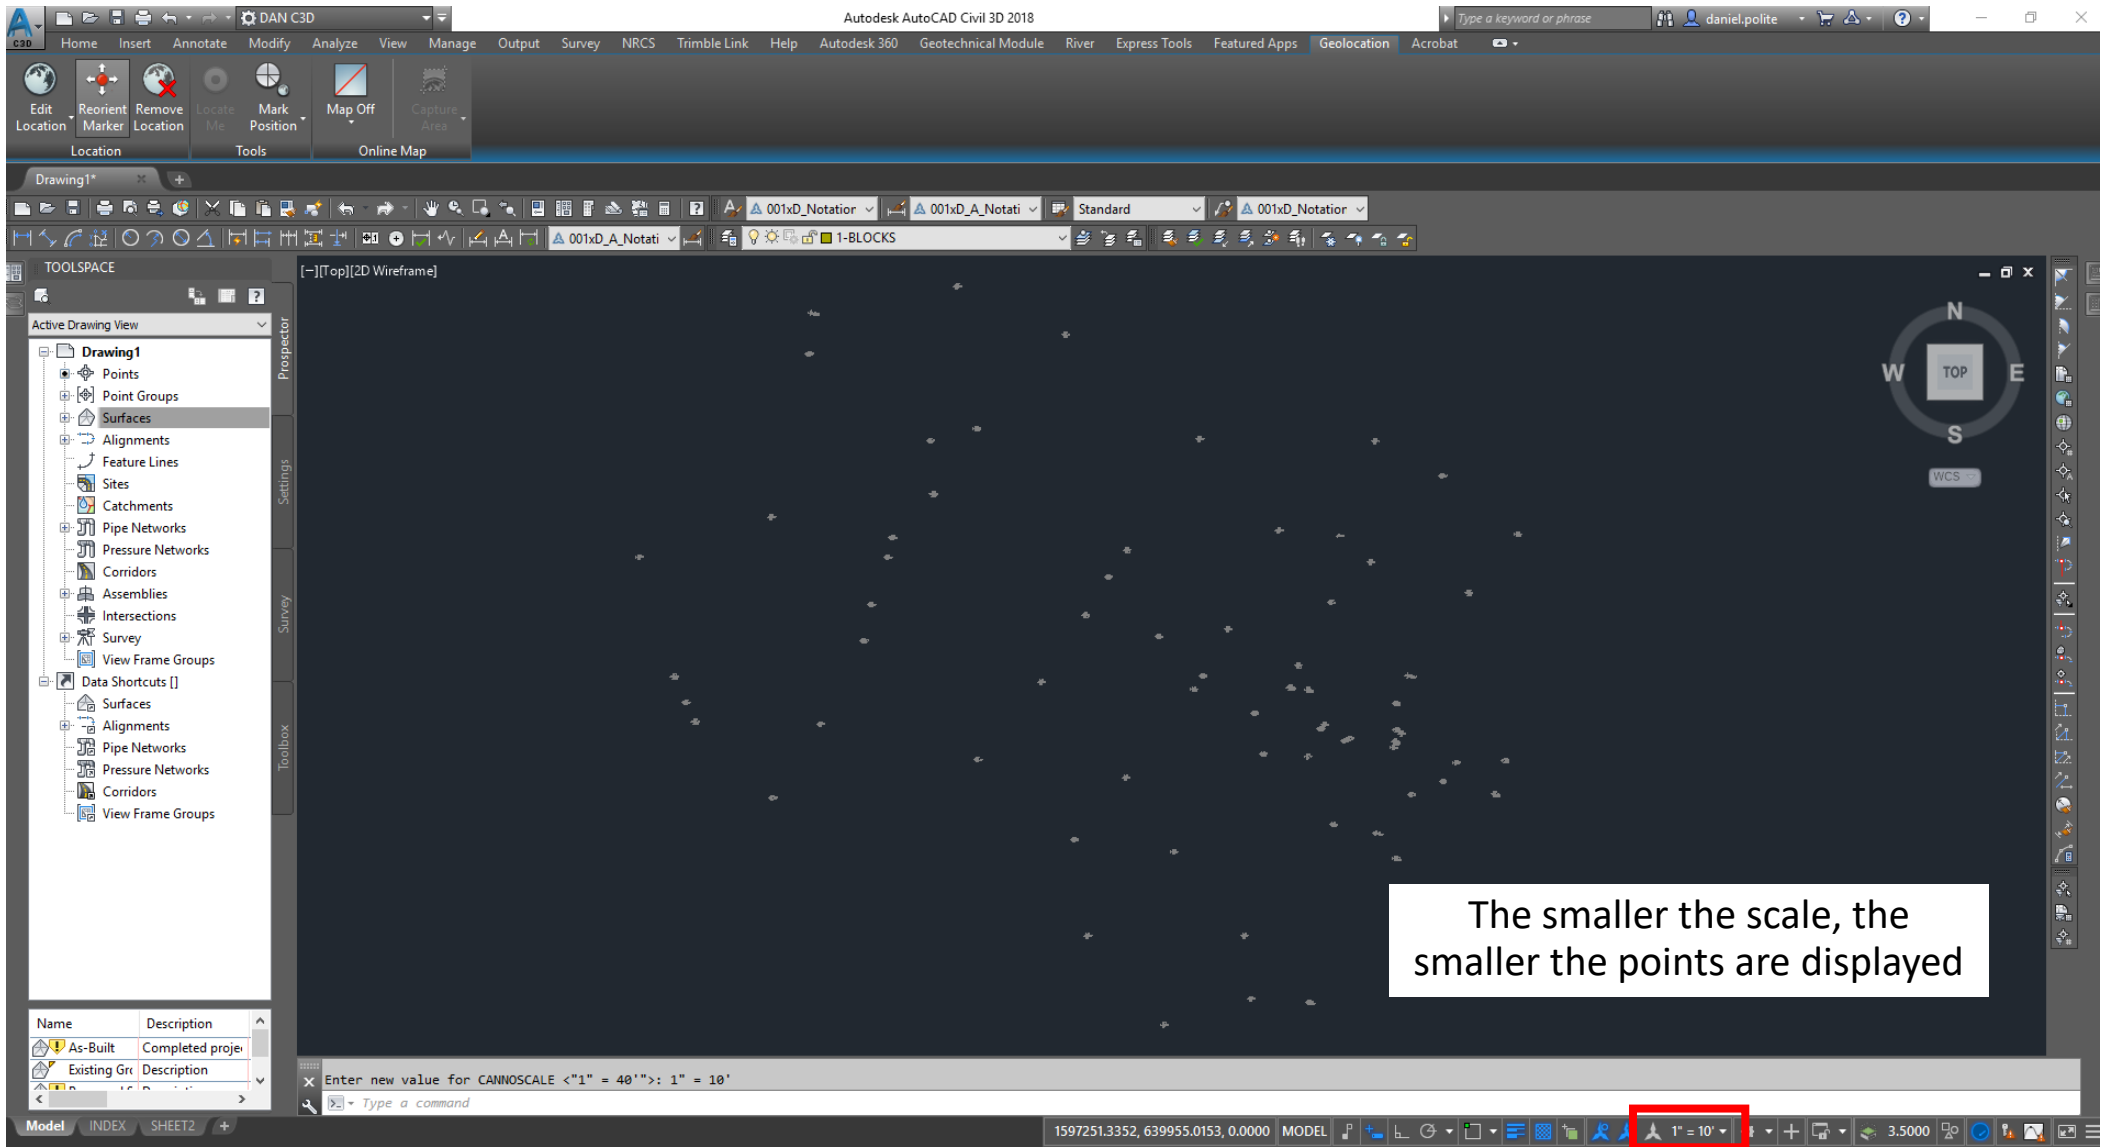 DAN C3D
Autodesk AutoCAD Civil 3D 2018
Type a keyword or phrase
daniel.polite
C3D
Home Insert Annotate Modify Analyze View Manage Output Survey NRCS Trimble Link Help Autodesk 360 Geotechnical Module River Express Tools Featured Apps Geolocation Acrobat
Edit Location
Reorient Marker
Remove Location
Locate Me
Mark Position
Map Off
Capture Area
Location
Tools
Online Map
Drawing1*
001xD_Notation
001xD_A_Notati
Standard
001xD_Notation
001xD_A_Notati
1-BLOCKS
TOOLSPACE
[−][Top][2D Wireframe]
Active Drawing View
Drawing1
Points
Point Groups
Surfaces
Alignments
Feature Lines
Sites
Catchments
Pipe Networks
Pressure Networks
Corridors
Assemblies
Intersections
Survey
View Frame Groups
Data Shortcuts []
Surfaces
Alignments
Pipe Networks
Pressure Networks
Corridors
View Frame Groups
Prospector
Settings
Survey
Toolbox
N
W TOP E
S
WCS
The smaller the scale, the
smaller the points are displayed
Name Description
As-Built Completed proje
Existing Gro Description
Enter new value for CANNOSCALE <"1" = 40'">: 1" = 10'
Type a command
Model INDEX SHEET2 +
1597251.3352, 639955.0153, 0.0000 MODEL
1" = 10'
3.5000